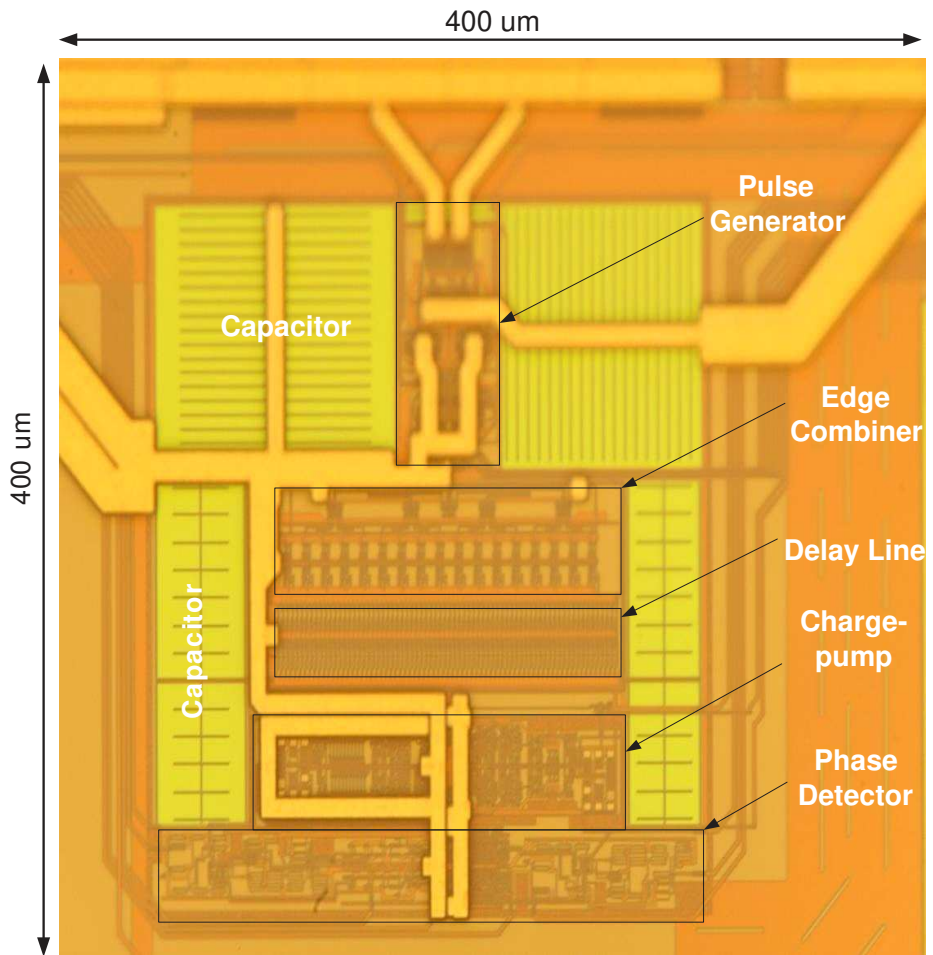 400 um
400 um
Pulse
Generator
Capacitor
Edge
Combiner
Delay Line
Capacitor
Charge-
pump
Phase
Detector